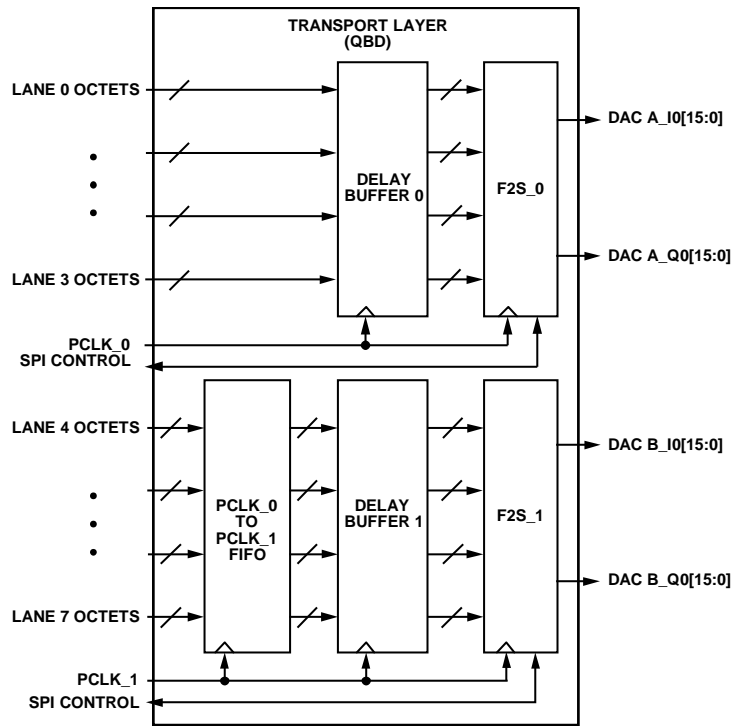 TRANSPORT LAYER
(QBD)
LANE 0 OCTETS
DELAY
BUFFER 0
F2S_0
DAC A_I0[15:0]
DAC A_Q0[15:0]
LANE 3 OCTETS
PCLK_0
SPI CONTROL
LANE 4 OCTETS
PCLK_0
TO
PCLK_1
FIFO
DELAY
BUFFER 1
F2S_1
DAC B_I0[15:0]
DAC B_Q0[15:0]
LANE 7 OCTETS
PCLK_1
SPI CONTROL